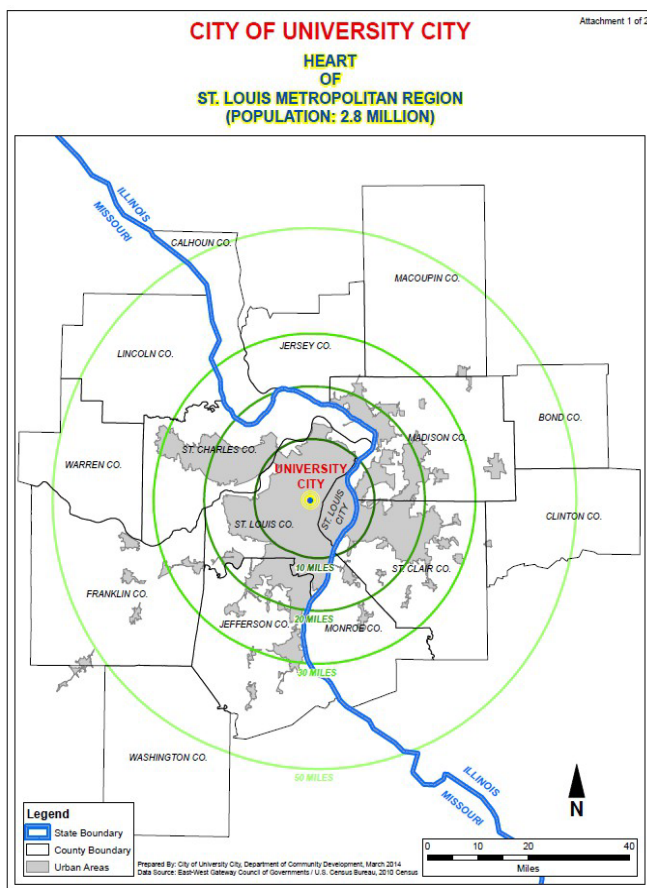 Attachment 1 of 2
CITY OF UNIVERSITY CITY
HEART
OF
ST. LOUIS METROPOLITAN REGION
(POPULATION: 2.8 MILLION)
ILLINOIS
MISSOURI
CALHOUN CO.
MACOUPIN CO.
JERSEY CO.
LINCOLN CO.
BOND CO.
MADISON CO.
ST. CHARLES CO.
WARREN CO.
UNIVERSITY
CITY
ST. LOUIS
CITY
ST. LOUIS CO.
CLINTON CO.
10 MILES
ST. CLAIR CO.
FRANKLIN CO.
20 MILES
JEFFERSON CO.
MONROE CO.
30 MILES
WASHINGTON CO.
50 MILES
ILLINOIS
MISSOURI
N
Legend
State Boundary
County Boundary
Urban Areas
Prepared By: City of University City, Department of Community Development, March 2014
Data Source: East-West Gateway Council of Governments / U.S. Census Bureau, 2010 Census
0 10 20 40
Miles